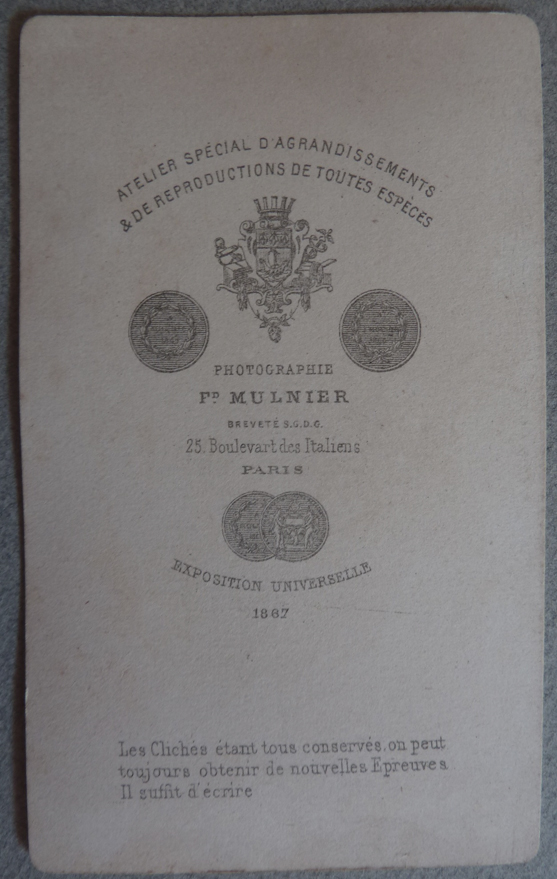 ATELIER SPÉCIAL D'AGRANDISSEMENTS
& DE REPRODUCTIONS DE TOUTES ESPÈCES
PHOTOGRAPHIE
FD MULNIER
BREVETÉ S.G.D.G.
25. Boulevart des Italiens
PARIS
EXPOSITION UNIVERSELLE
1867
Les Clichés étant tous conservés, on peut
toujours obtenir de nouvelles Epreuves
Il suffit d'écrire